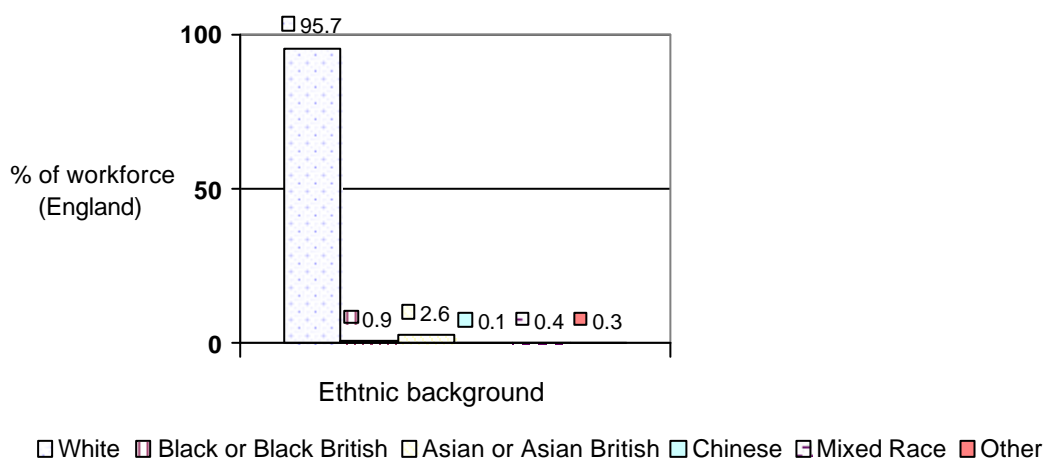 95.7
100
% of workforce
(England)
50
0.9
2.6
0.1
0.4
0.3
0
Ethtnic background
White Black or Black British Asian or Asian British Chinese Mixed Race Other